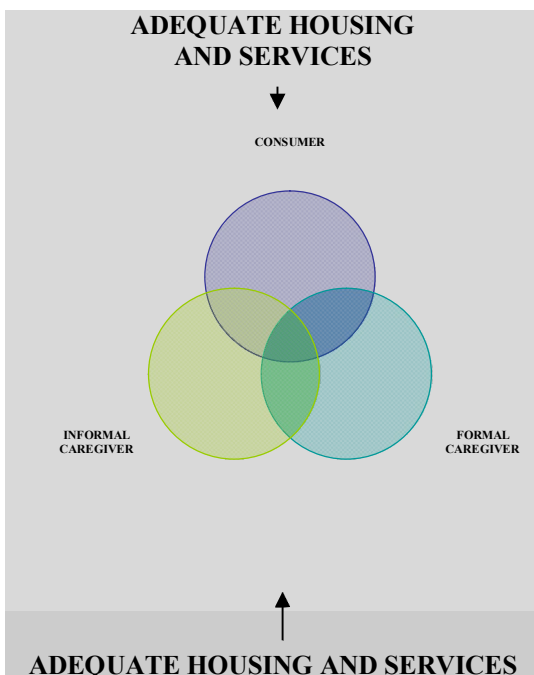 ADEQUATE HOUSING
AND SERVICES
CONSUMER
INFORMAL
CAREGIVER
FORMAL
CAREGIVER
ADEQUATE HOUSING AND SERVICES